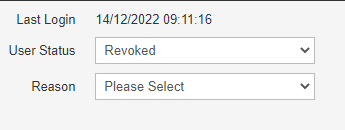 Last Login 14/12/2022 09:11:16
User Status Revoked
Reason Please Select